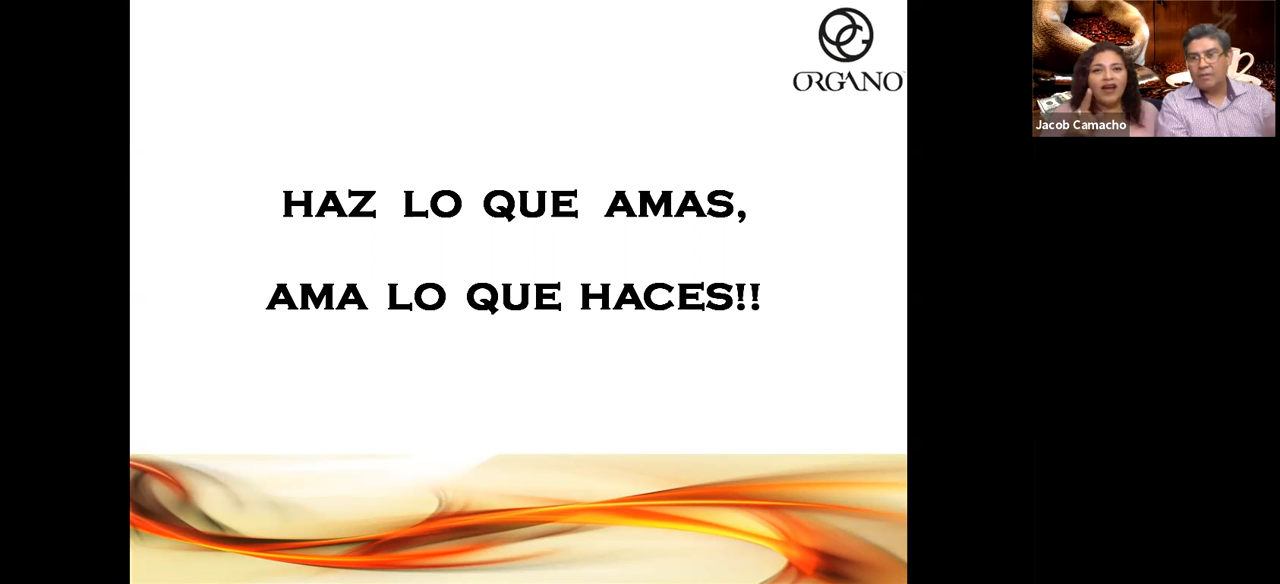 ORGANO
Jacob Camacho
HAZ LO QUE AMAS,
AMA LO QUE HACES!!